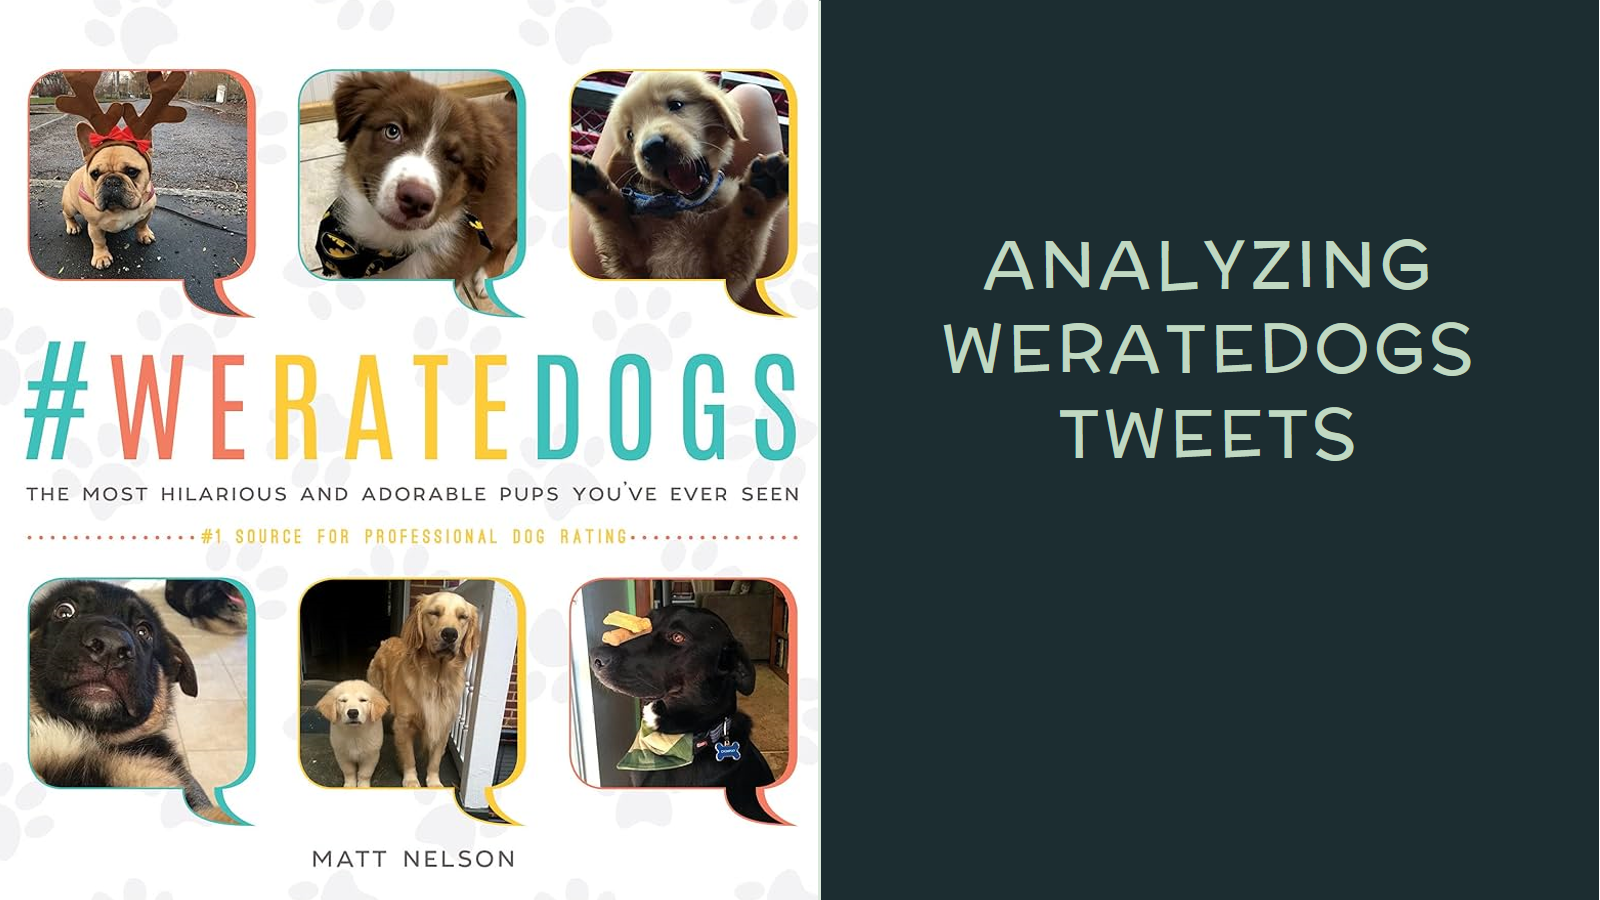 #WERATEDOGS
THE MOST HILARIOUS AND ADORABLE PUPS YOU'VE EVER SEEN
#1 SOURCE FOR PROFESSIONAL DOG RATING
MATT NELSON
ANALYZING
WERATEDOGS
TWEETS